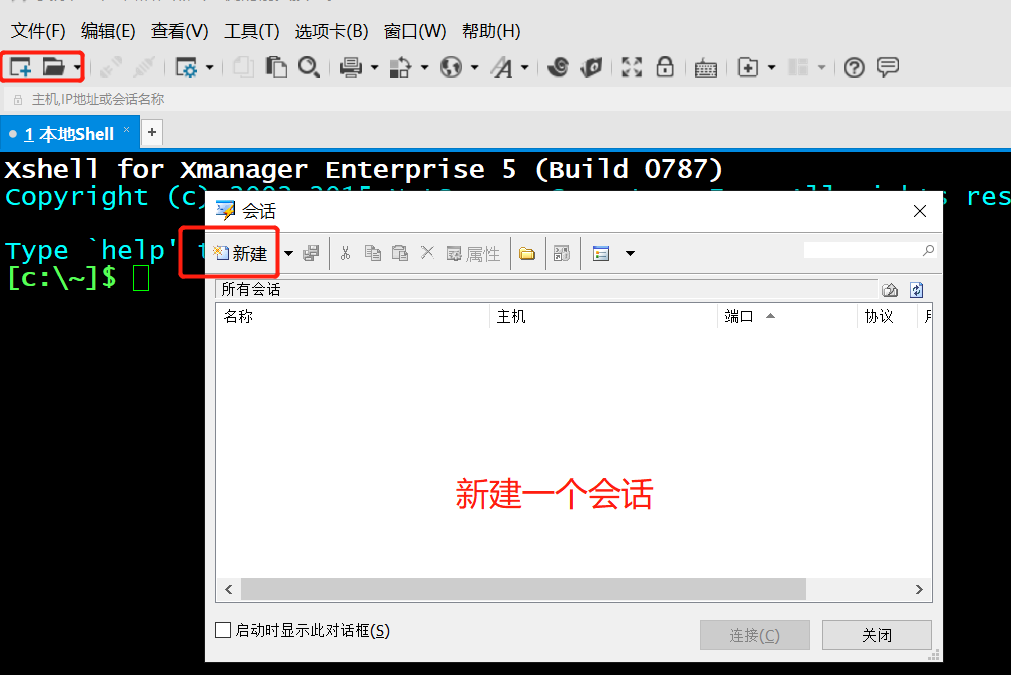 文件(F) 编辑(E) 查看(V) 工具(T) 选项卡(B) 窗口(W) 帮助(H)
主机,IP地址或会话名称
1 本地Shell × +
Xshell for Xmanager Enterprise 5 (Build 0787)
Copyright (c)
Type `help'
[c:\~]$
会话
新建 属性
所有会话
名称 主机 端口 协议
新建一个会话
启动时显示此对话框(S)
连接(C) 关闭